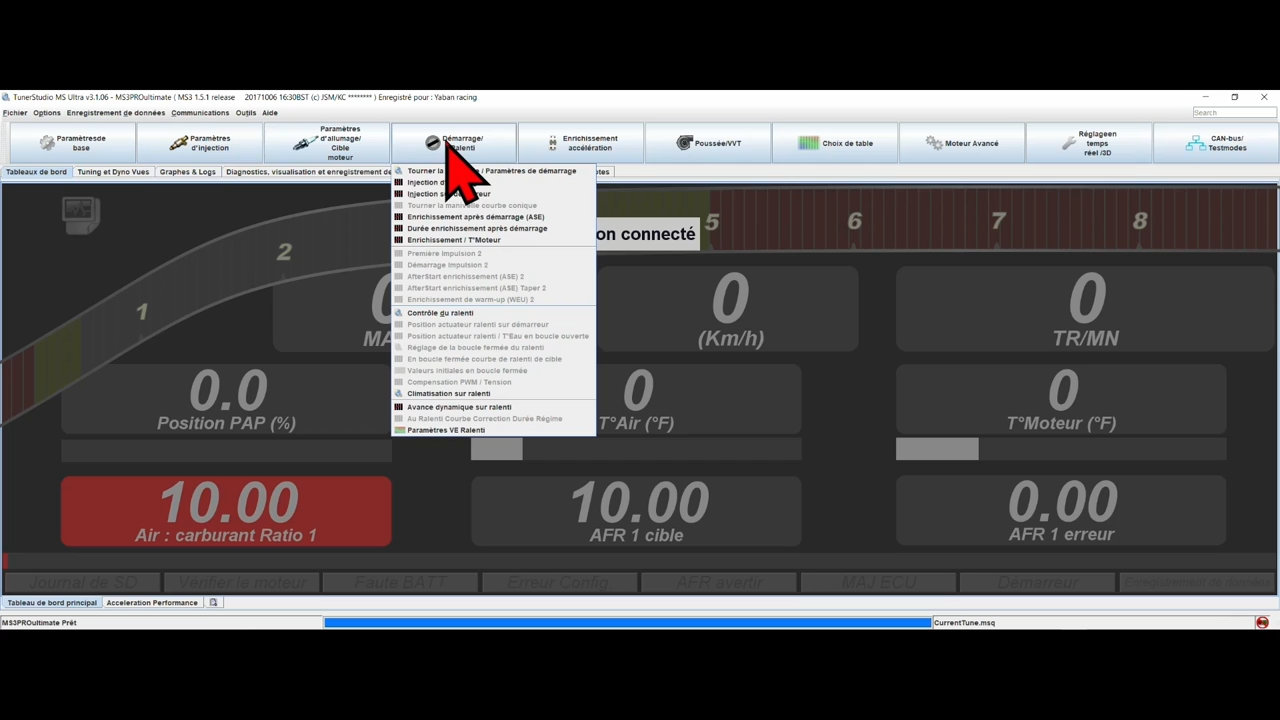 TunerStudio MS Ultra v3.1.06 - MS3PROultimate ( MS3 1.5.1 release    20171006 16:30BST (c) JSM/KC ******** ) Enregistré pour : Yaban racing
Fichier Options Enregistrement de données Communications Outils Aide
Search
Paramètresde base
Paramètres d'injection
Paramètres d'allumage/ Cible moteur
Démarrage/
Enrichissement accélération
Poussée/VVT
Choix de table
Moteur Avancé
Réglageen temps réel /3D
CAN-bus/ Testmodes
Tableaux de bord
Tuning et Dyno Vues
Graphes & Logs
Diagnostics, visualisation et enregistrement de
Tourner la / Paramètres de démarrage
Injection
Injection
Tourner la manivelle courbe conique
Enrichissement après démarrage (ASE)
Durée enrichissement après démarrage
Enrichissement / T°Moteur
Première Impulsion 2
Démarrage Impulsion 2
AfterStart enrichissement (ASE) 2
AfterStart enrichissement (ASE) Taper 2
Enrichissement de warm-up (WEU) 2
Contrôle du ralenti
Position actuateur ralenti sur démarreur
Position actuateur ralenti / T°Eau en boucle ouverte
Réglage de la boucle fermée du ralenti
En boucle fermée courbe de ralenti de cible
Valeurs initiales en boucle fermée
Compensation PWM / Tension
Climatisation sur ralenti
Avance dynamique sur ralenti
Au Ralenti Courbe Correction Durée Régime
Paramètres VE Ralenti
on connecté
1 2 5 6 7 8
0
MA
0
(Km/h)
0
TR/MN
0.0
Position PAP (%)
0
T°Air (°F)
0
T°Moteur (°F)
10.00
Air : carburant Ratio 1
10.00
AFR 1 cible
0.00
AFR 1 erreur
Journal de SD
Vérifier le moteur
Faute BATT
Erreur Config
AFR avertir
MAJ ECU
Démarreur
Enregistrement de données
Tableau de bord principal
Acceleration Performance
MS3PROultimate Prêt
CurrentTune.msq